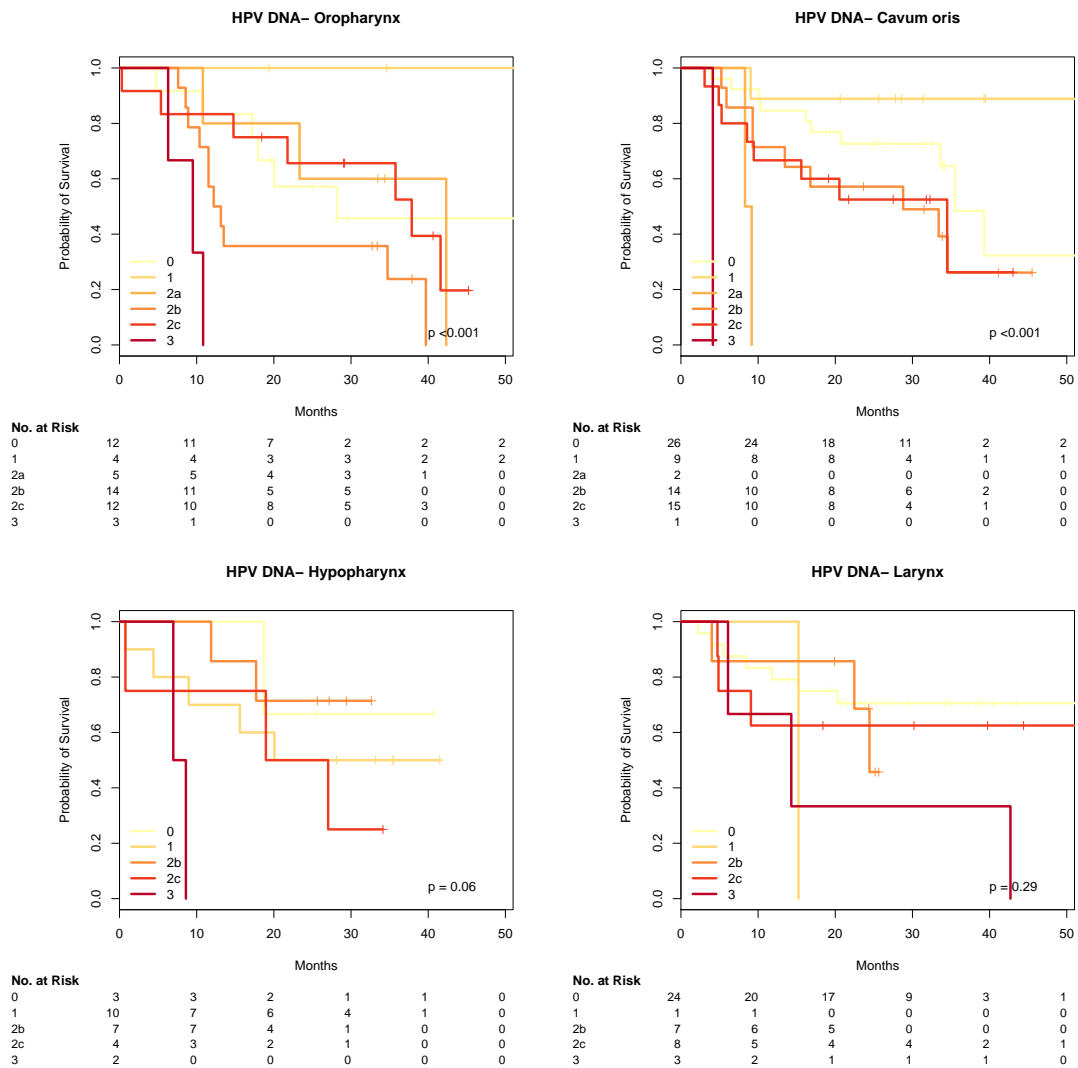 HPV DNA− Oropharynx
Probability of Survival
1.0
0.8
0.6
0.4
0.2
0.0
0
1
2a
2b
2c
3
p <0.001
0 10 20 30 40 50
Months
No. at Risk
0 12 11 7 2 2 2
1 4 4 3 3 2 2
2a 5 5 4 3 1 0
2b 14 11 5 5 0 0
2c 12 10 8 5 3 0
3 3 1 0 0 0 0
HPV DNA− Cavum oris
Probability of Survival
1.0
0.8
0.6
0.4
0.2
0.0
0
1
2a
2b
2c
3
p <0.001
0 10 20 30 40 50
Months
No. at Risk
0 26 24 18 11 2 2
1 9 8 8 4 1 1
2a 2 0 0 0 0 0
2b 14 10 8 6 2 0
2c 15 10 8 4 1 0
3 1 0 0 0 0 0
HPV DNA− Hypopharynx
Probability of Survival
1.0
0.8
0.6
0.4
0.2
0.0
0
1
2b
2c
3
p = 0.06
0 10 20 30 40 50
Months
No. at Risk
0 3 3 2 1 1 0
1 10 7 6 4 1 0
2b 7 7 4 1 0 0
2c 4 3 2 1 0 0
3 2 0 0 0 0 0
HPV DNA− Larynx
Probability of Survival
1.0
0.8
0.6
0.4
0.2
0.0
0
1
2b
2c
3
p = 0.29
0 10 20 30 40 50
Months
No. at Risk
0 24 20 17 9 3 1
1 1 1 0 0 0 0
2b 7 6 5 0 0 0
2c 8 5 4 4 2 1
3 3 2 1 1 1 0